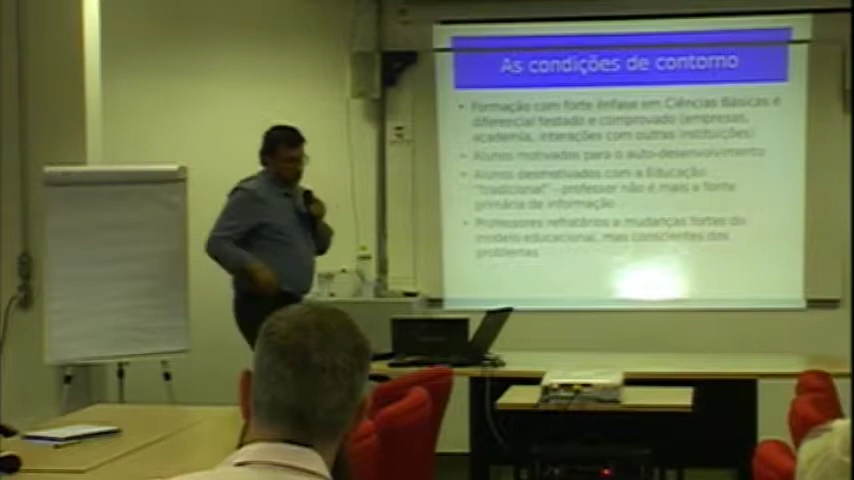 As condições de contorno
• Formação com forte ênfase em Ciências Básicas é
diferencial testado e comprovado (empresas,
academia, interações com outras instituições)
• Alunos motivados para o auto-desenvolvimento
• Alunos desmotivados com a Educação
"tradicional" - professor não é mais a fonte
primária de informação
• Professores refratários a mudanças fortes do
modelo educacional, mas conscientes dos
problemas